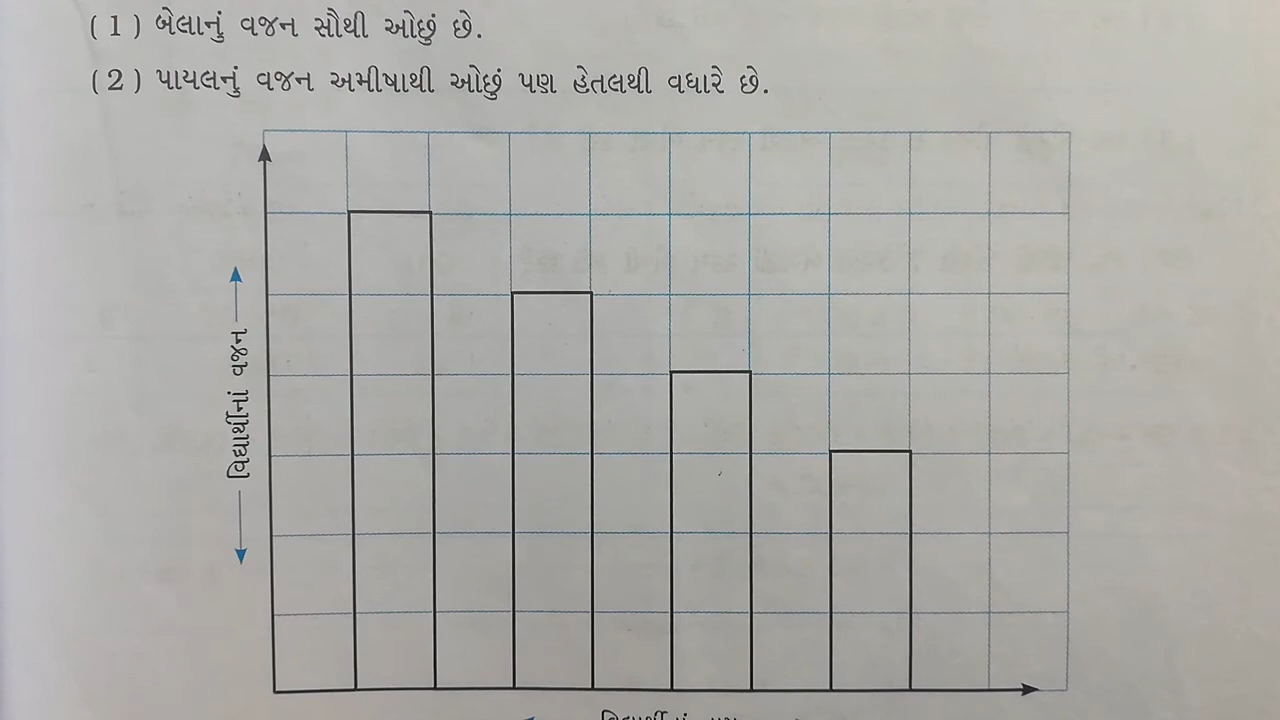 (1) બેલાનું વજન સૌથી ઓછું છે.
(2) પાયલનું વજન અમીષાથી ઓછું પણ હેતલથી વધારે છે.
વિદ્યાર્થીનાં વજન